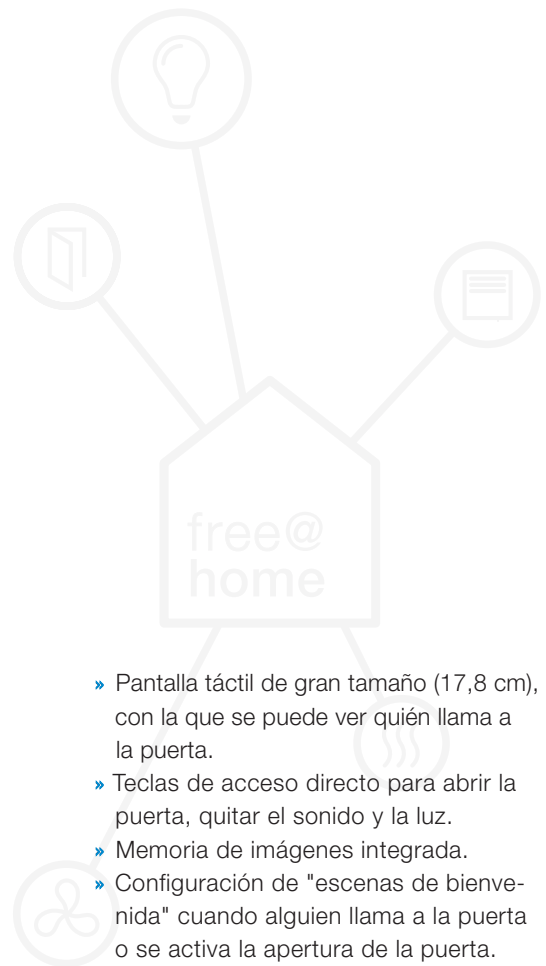 free@
home
» Pantalla táctil de gran tamaño (17,8 cm),
con la que se puede ver quién llama a
la puerta.
» Teclas de acceso directo para abrir la
puerta, quitar el sonido y la luz.
» Memoria de imágenes integrada.
» Configuración de "escenas de bienve-
nida" cuando alguien llama a la puerta
o se activa la apertura de la puerta.